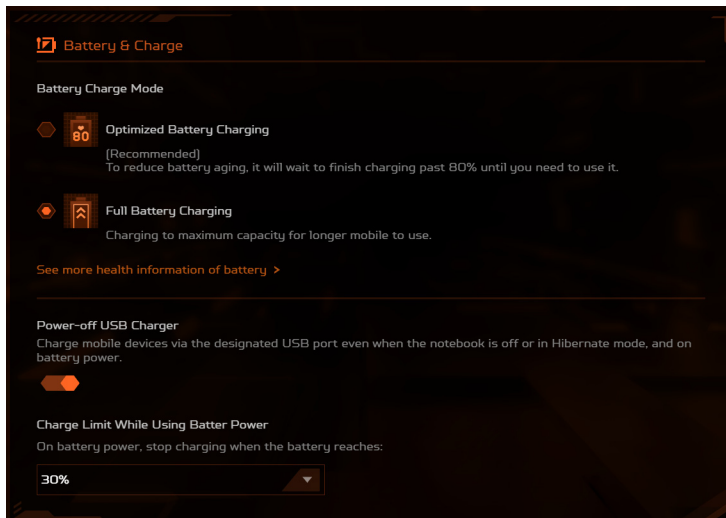 Battery & Charge
Battery Charge Mode
80
Optimized Battery Charging
(Recommended)
To reduce battery aging, it will wait to finish charging past 80% until you need to use it.
Full Battery Charging
Charging to maximum capacity for longer mobile to use.
See more health information of battery >
Power-off USB Charger
Charge mobile devices via the designated USB port even when the notebook is off or in Hibernate mode, and on
battery power.
Charge Limit While Using Batter Power
On battery power, stop charging when the battery reaches:
30%